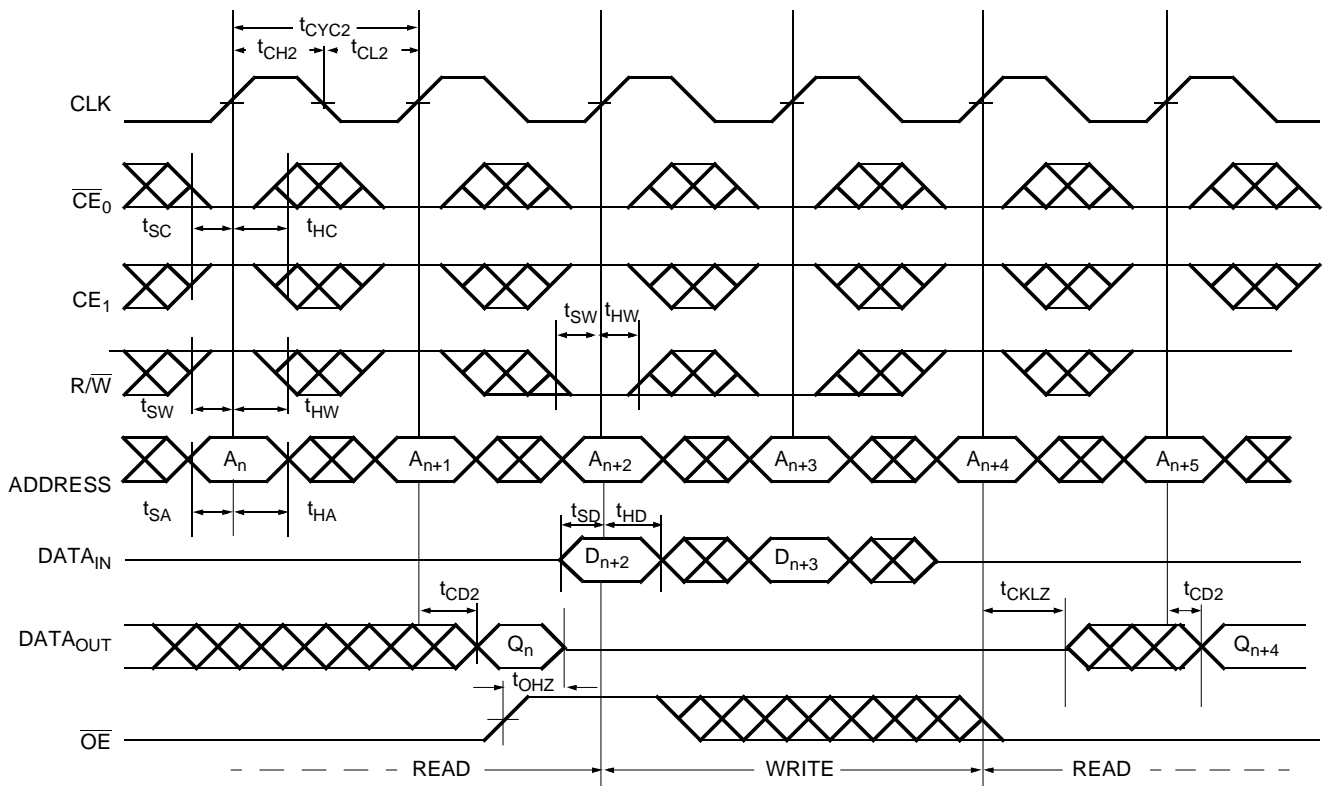 tCYC2
tCH2 tCL2
CLK
CE0
tSC tHC
CE1
tSW tHW
R/W
tSW tHW
An An+1 An+2 An+3 An+4 An+5
ADDRESS
tSA tHA
tSD tHD
DATAIN Dn+2 Dn+3
tCD2 tCKLZ tCD2
DATAOUT Qn Qn+4
tOHZ
OE
READ WRITE READ